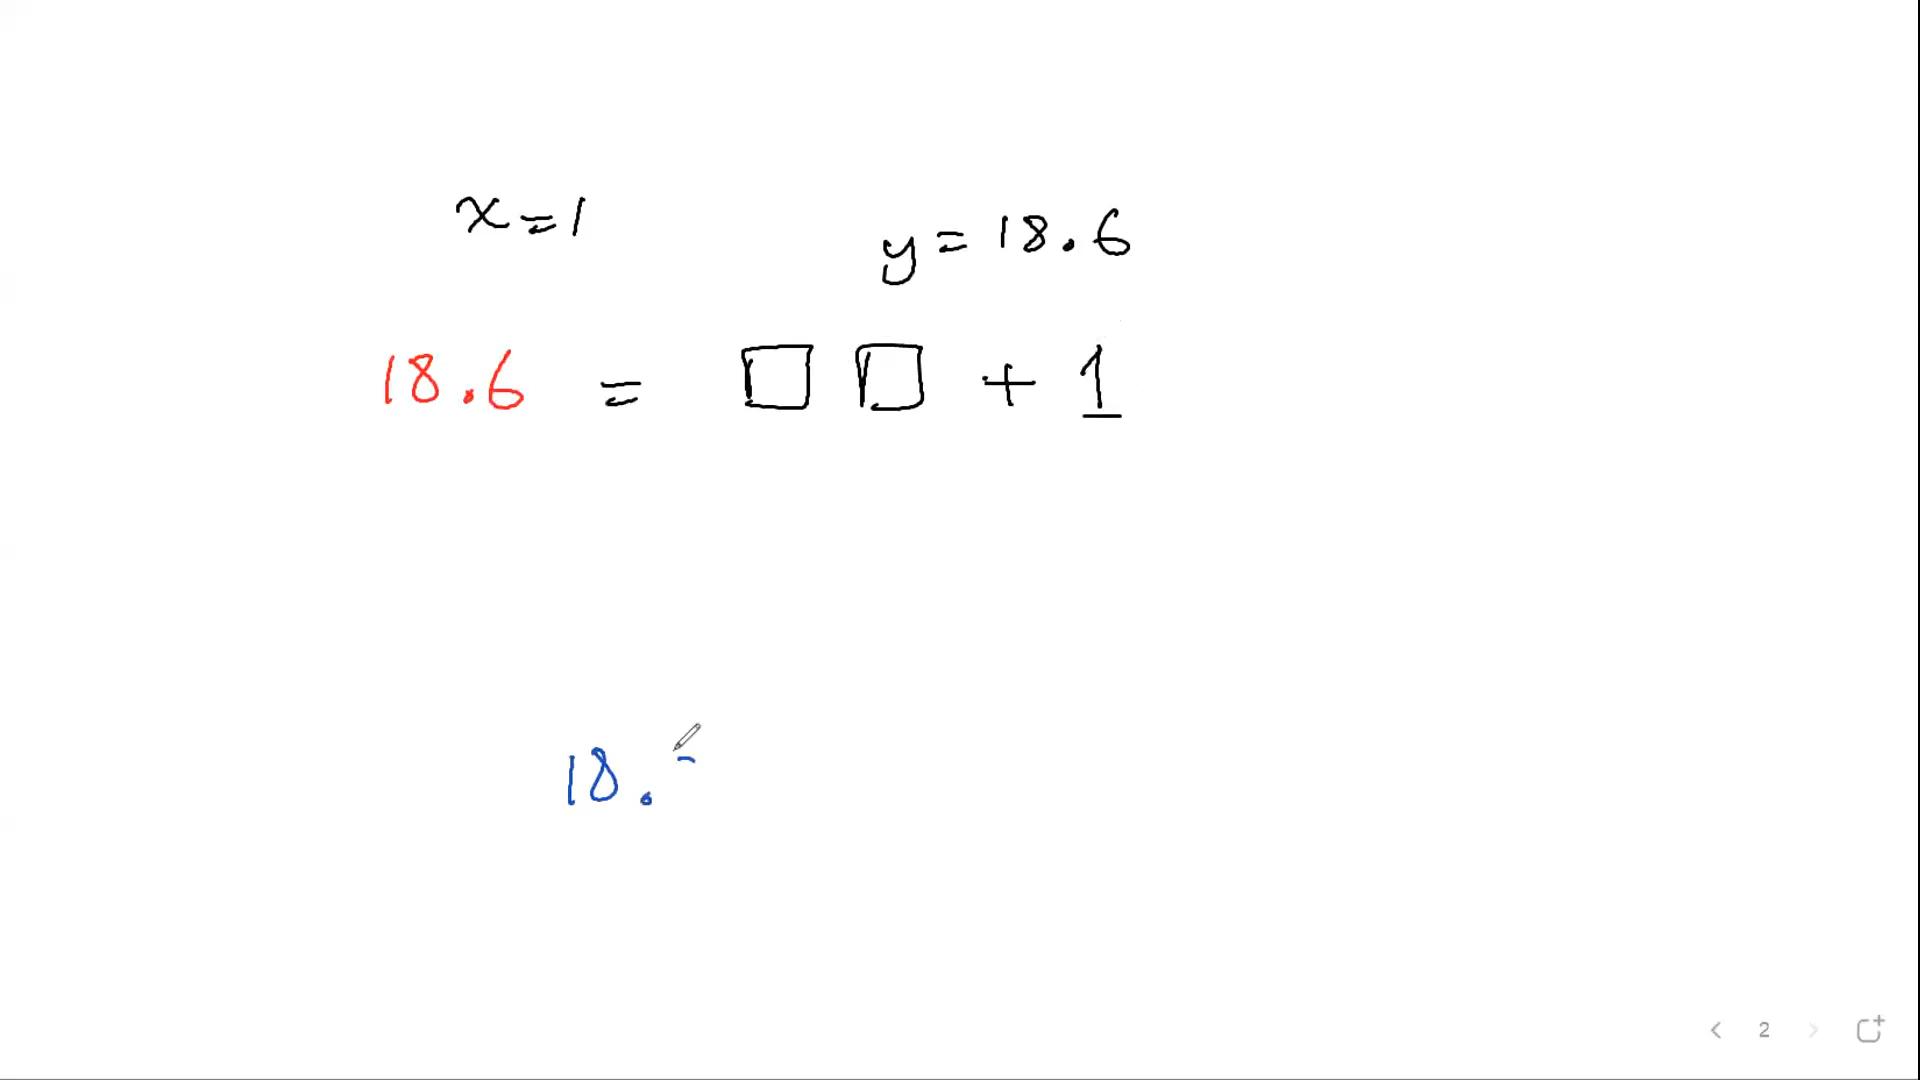 x=1 y=18.6
18.6 = □ □ + 1
18.
2